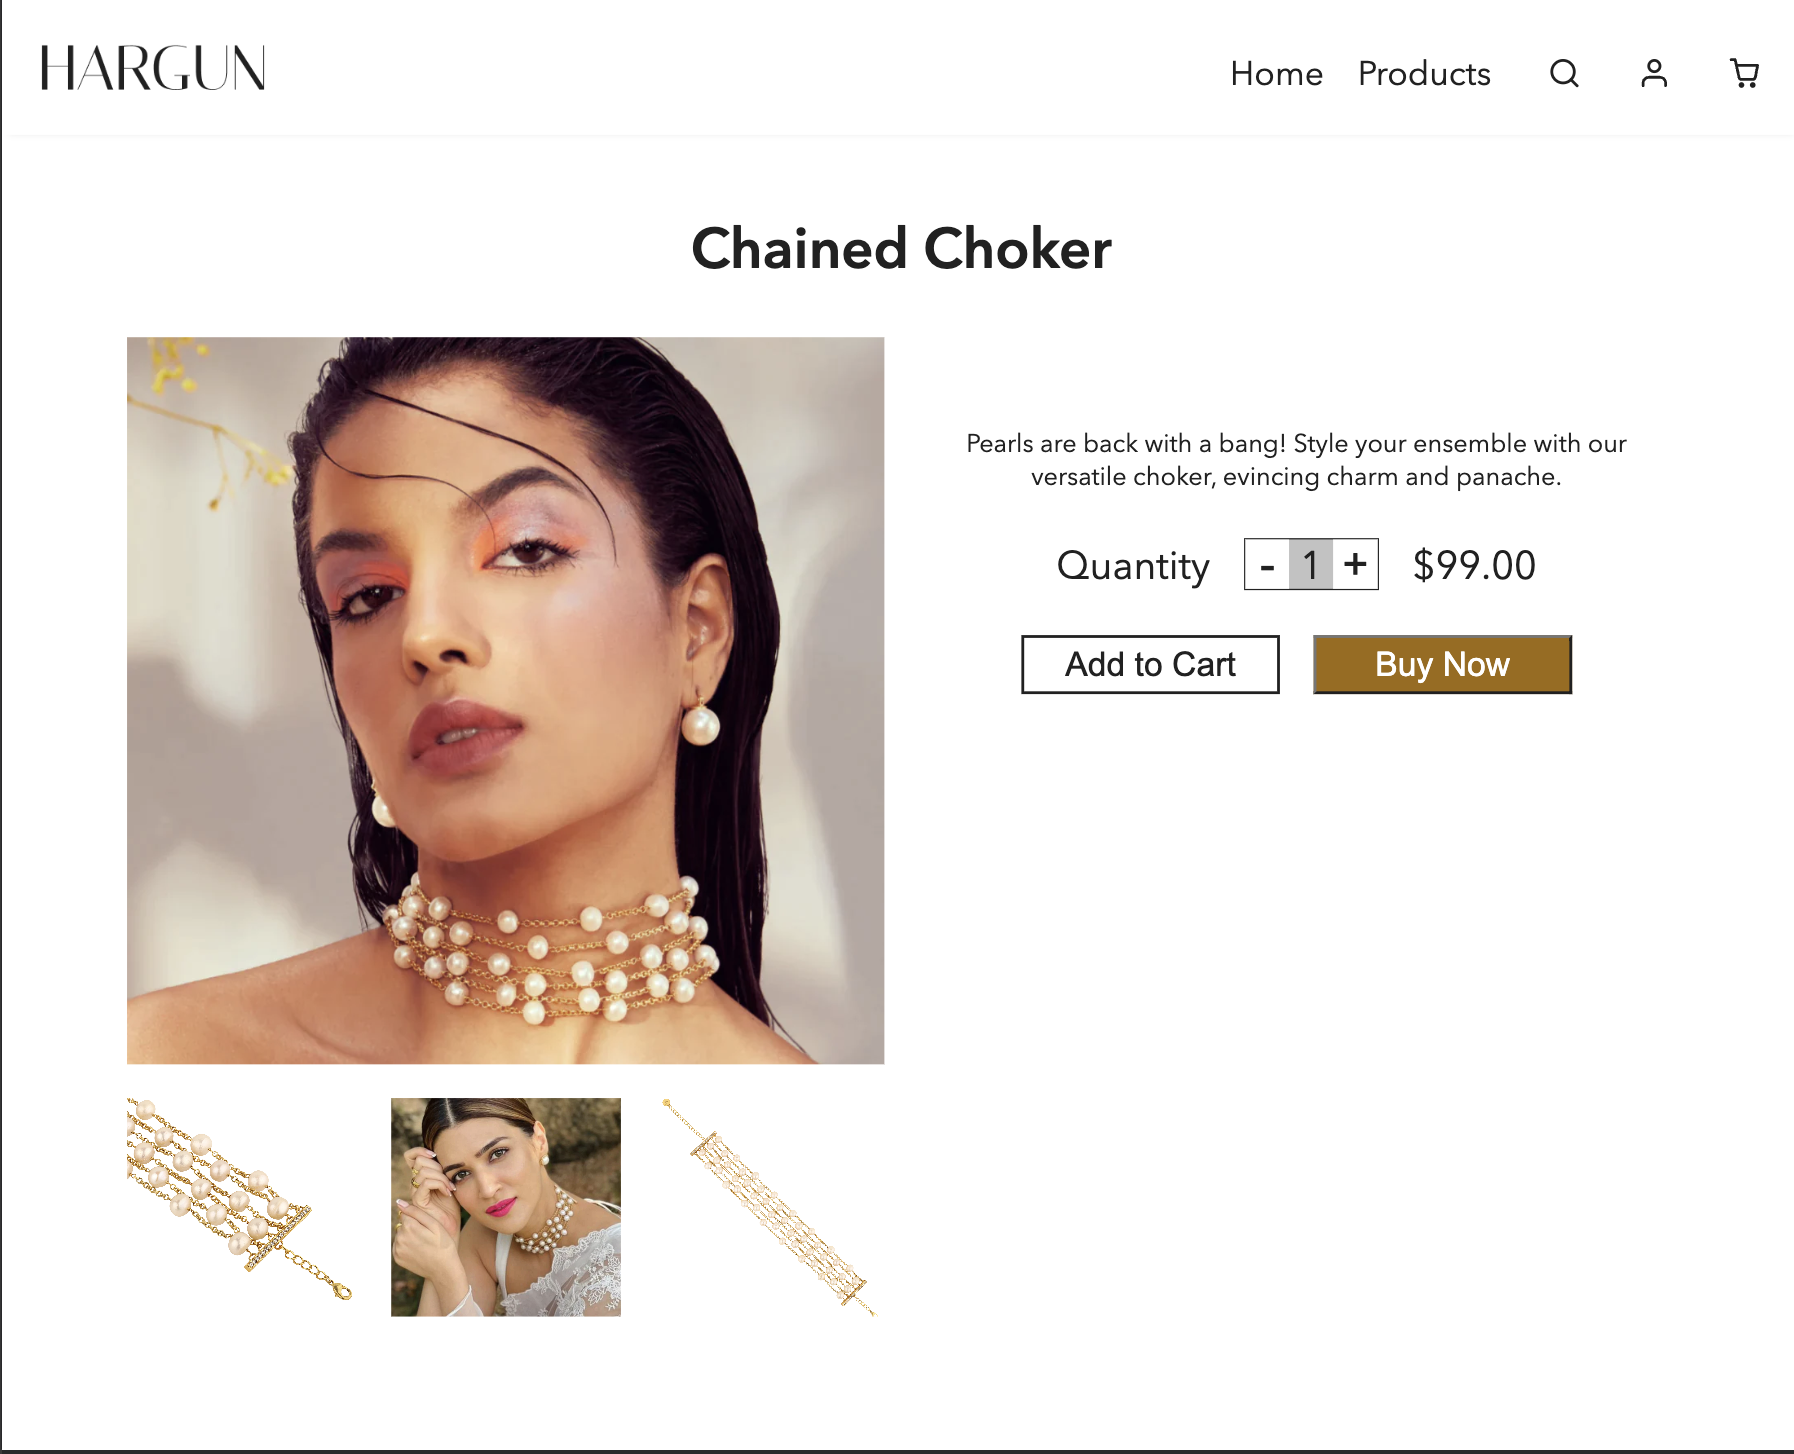 HARGUN
Home Products
Chained Choker
Pearls are back with a bang! Style your ensemble with our
versatile choker, evincing charm and panache.
Quantity - 1 + $99.00
Add to Cart Buy Now